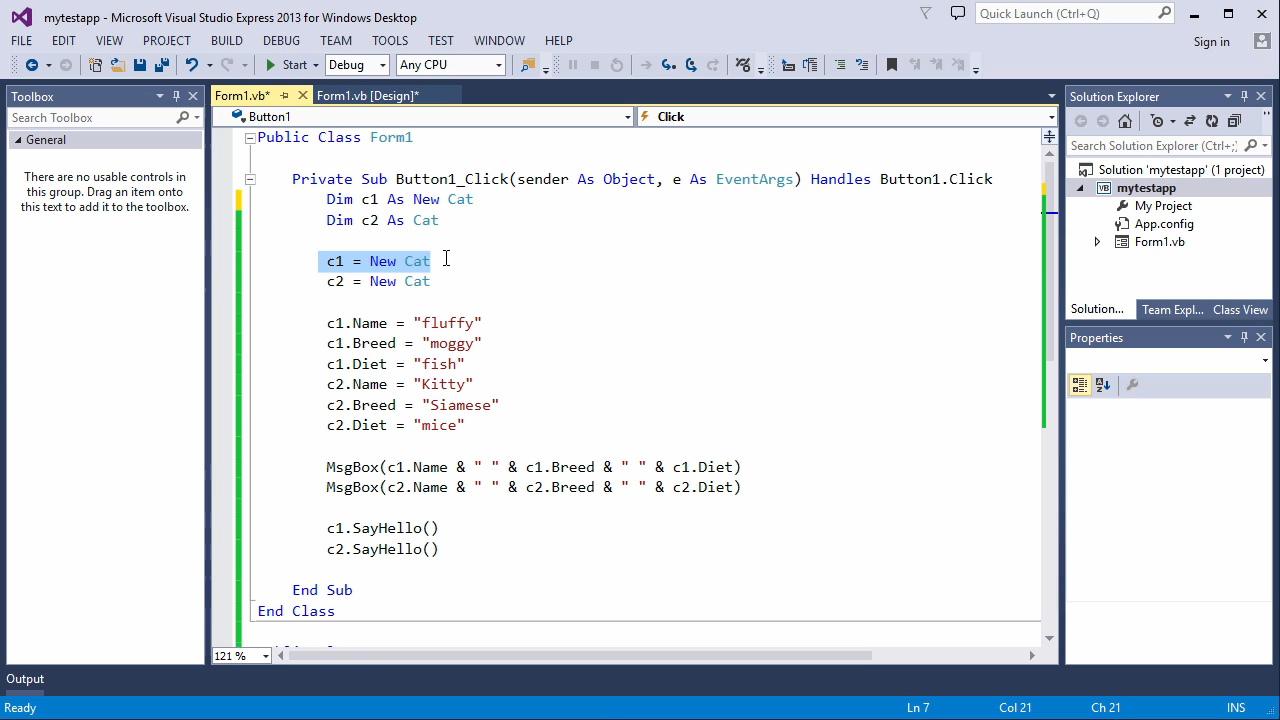 mytestapp - Microsoft Visual Studio Express 2013 for Windows Desktop
Quick Launch (Ctrl+Q)
FILE EDIT VIEW PROJECT BUILD DEBUG TEAM TOOLS TEST WINDOW HELP
Sign in
Start Debug Any CPU
Toolbox
Search Toolbox
General
There are no usable controls in
this group. Drag an item onto
this text to add it to the toolbox.
Form1.vb* Form1.vb [Design]*
Button1 Click
Public Class Form1
Private Sub Button1_Click(sender As Object, e As EventArgs) Handles Button1.Click
Dim c1 As New Cat
Dim c2 As Cat
c1 = New Cat
c2 = New Cat
c1.Name = "fluffy"
c1.Breed = "moggy"
c1.Diet = "fish"
c2.Name = "Kitty"
c2.Breed = "Siamese"
c2.Diet = "mice"
MsgBox(c1.Name & " " & c1.Breed & " " & c1.Diet)
MsgBox(c2.Name & " " & c2.Breed & " " & c2.Diet)
c1.SayHello()
c2.SayHello()
End Sub
End Class
121 %
Solution Explorer
Search Solution Explorer (Ctrl+;)
Solution 'mytestapp' (1 project)
VB mytestapp
My Project
App.config
Form1.vb
Solution... Team Expl... Class View
Properties
Output
Ready Ln 7 Col 21 Ch 21 INS